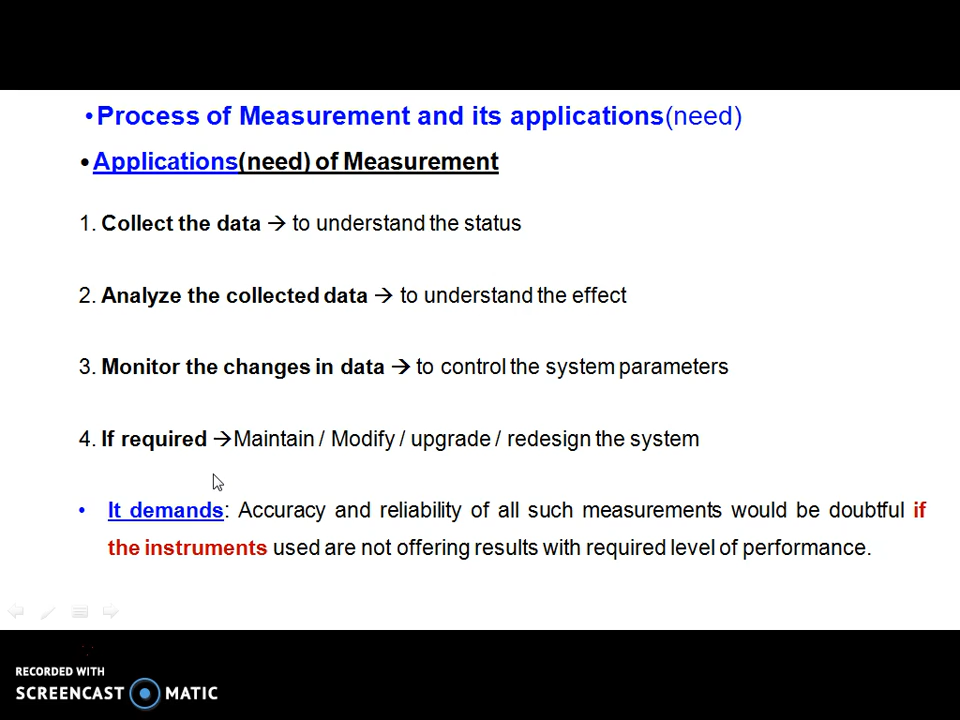 •Process of Measurement and its applications(need)
•Applications(need) of Measurement
1. Collect the data → to understand the status
2. Analyze the collected data → to understand the effect
3. Monitor the changes in data → to control the system parameters
4. If required →Maintain / Modify / upgrade / redesign the system
• It demands: Accuracy and reliability of all such measurements would be doubtful if
the instruments used are not offering results with required level of performance.
RECORDED WITH
SCREENCAST MATIC